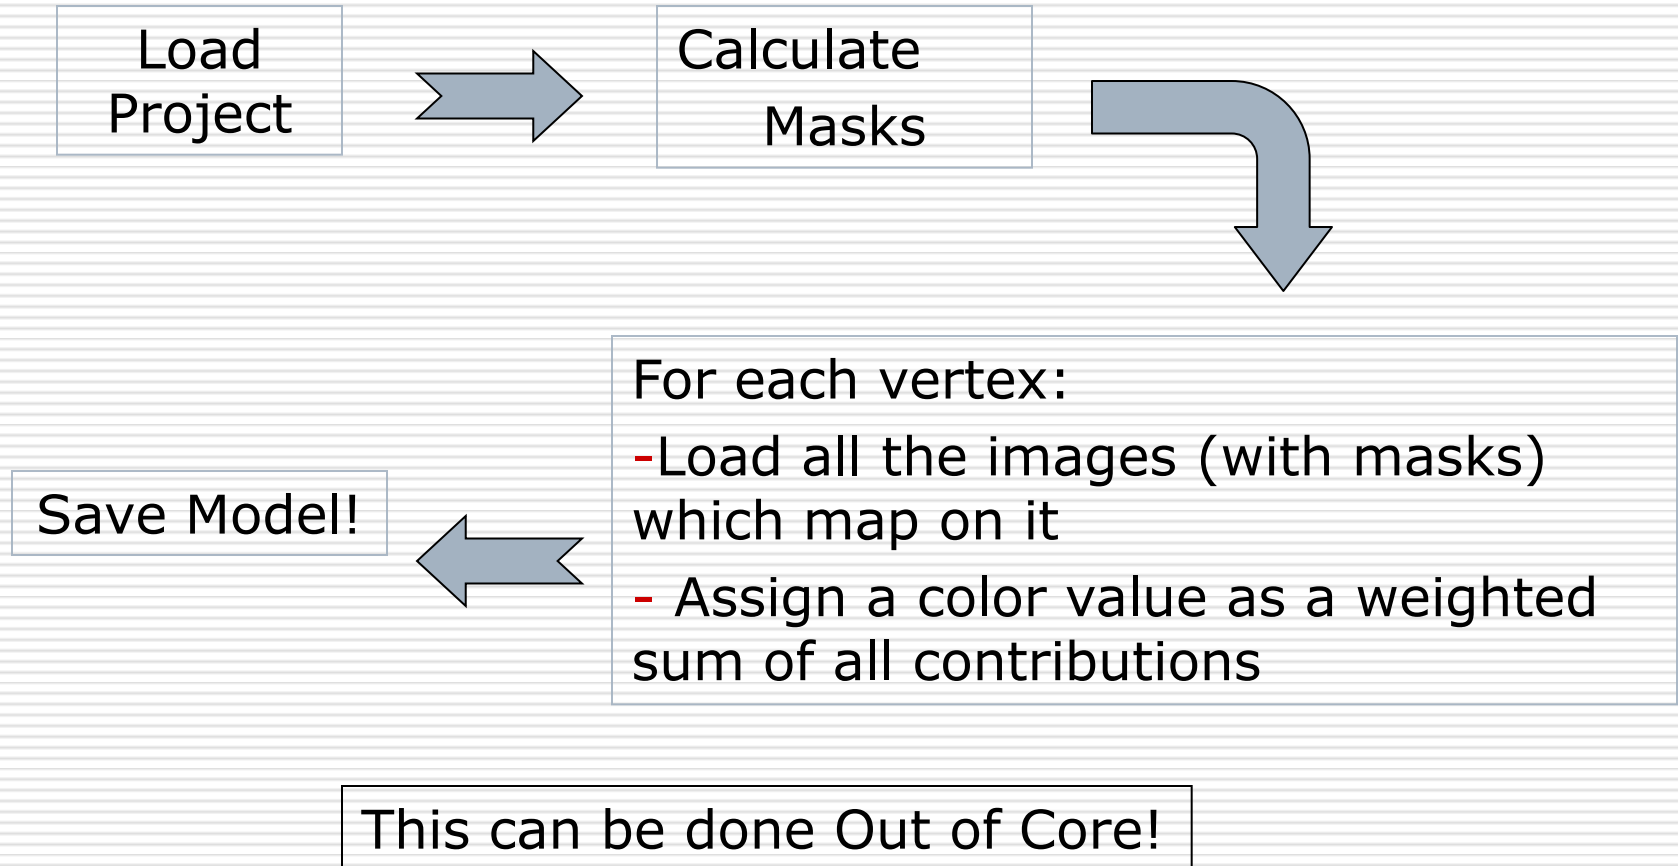 Load
Project
Calculate
Masks
For each vertex:
-Load all the images (with masks)
which map on it
- Assign a color value as a weighted
sum of all contributions
Save Model!
This can be done Out of Core!